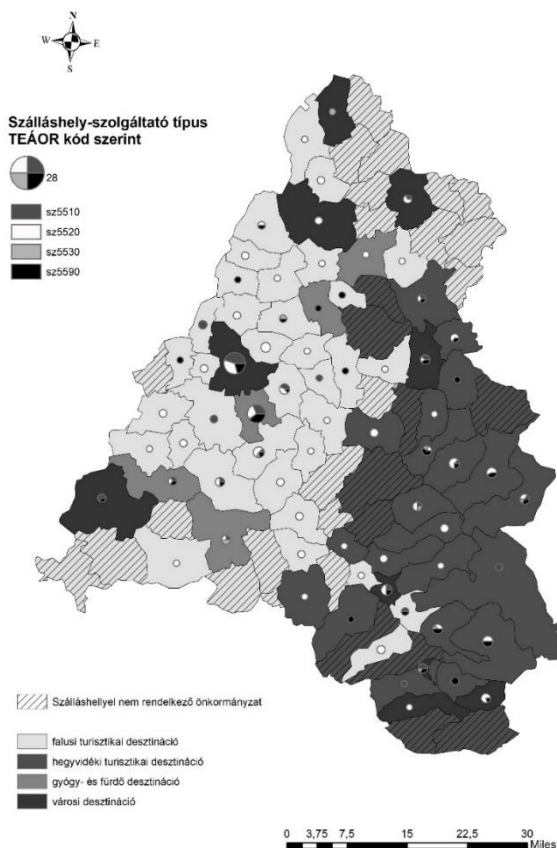 N
W
E
S
Szálláshely-szolgáltató típus
TEÁOR kód szerint
28
sz5510
sz5520
sz5530
sz5590
Szálláshellyel nem rendelkező önkormányzat
falusi turisztikai desztináció
hegyvidéki turisztikai desztináció
gyógy- és fürdő desztináció
városi desztináció
0 3,75 7,5 15 22,5 30
Miles